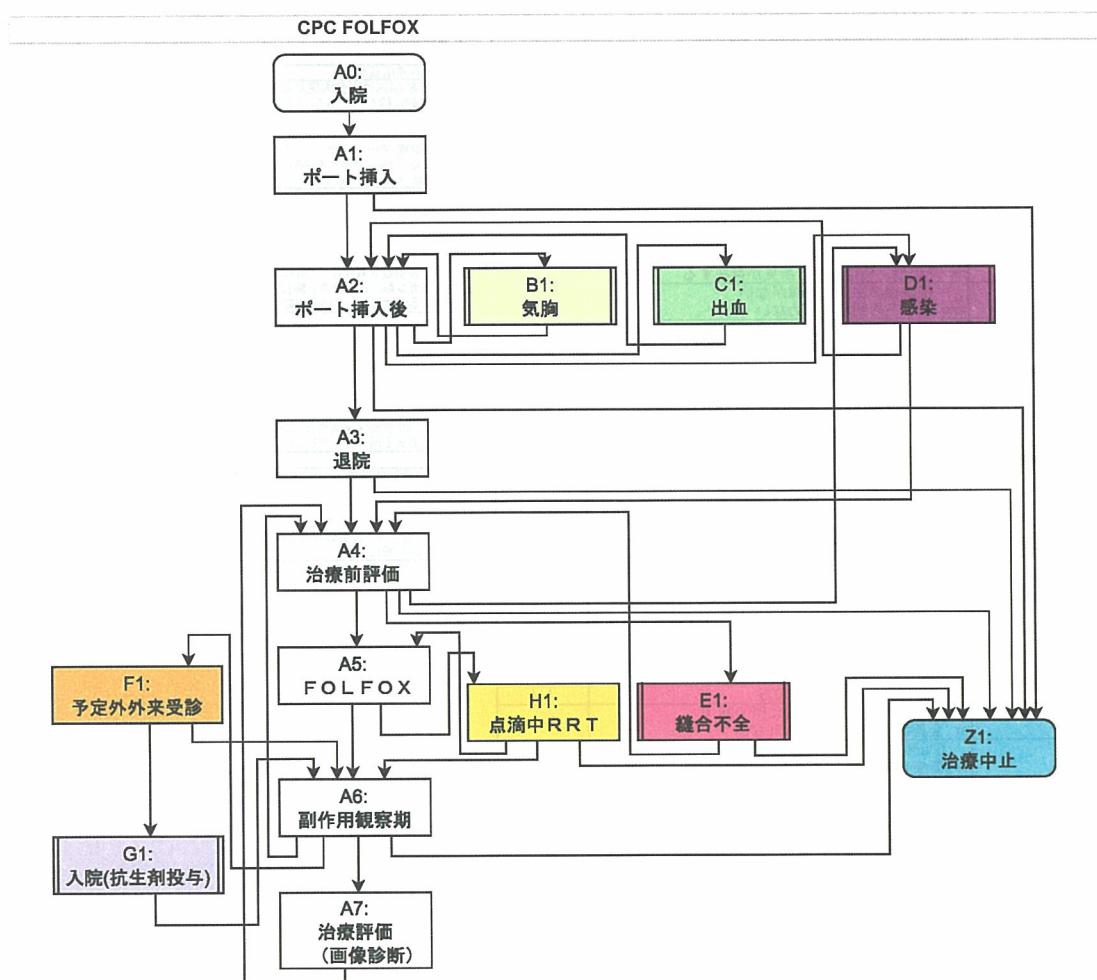 CPC FOLFOX
A0:
入院
A1:
ポート挿入
A2:
ポート挿入後
B1:
気胸
C1:
出血
D1:
感染
A3:
退院
A4:
治療前評価
A5:
ＦＯＬＦＯＸ
F1:
予定外外来受診
H1:
点滴中ＲＲＴ
E1:
縫合不全
Z1:
治療中止
A6:
副作用観察期
G1:
入院(抗生剤投与)
A7:
治療評価
（画像診断）